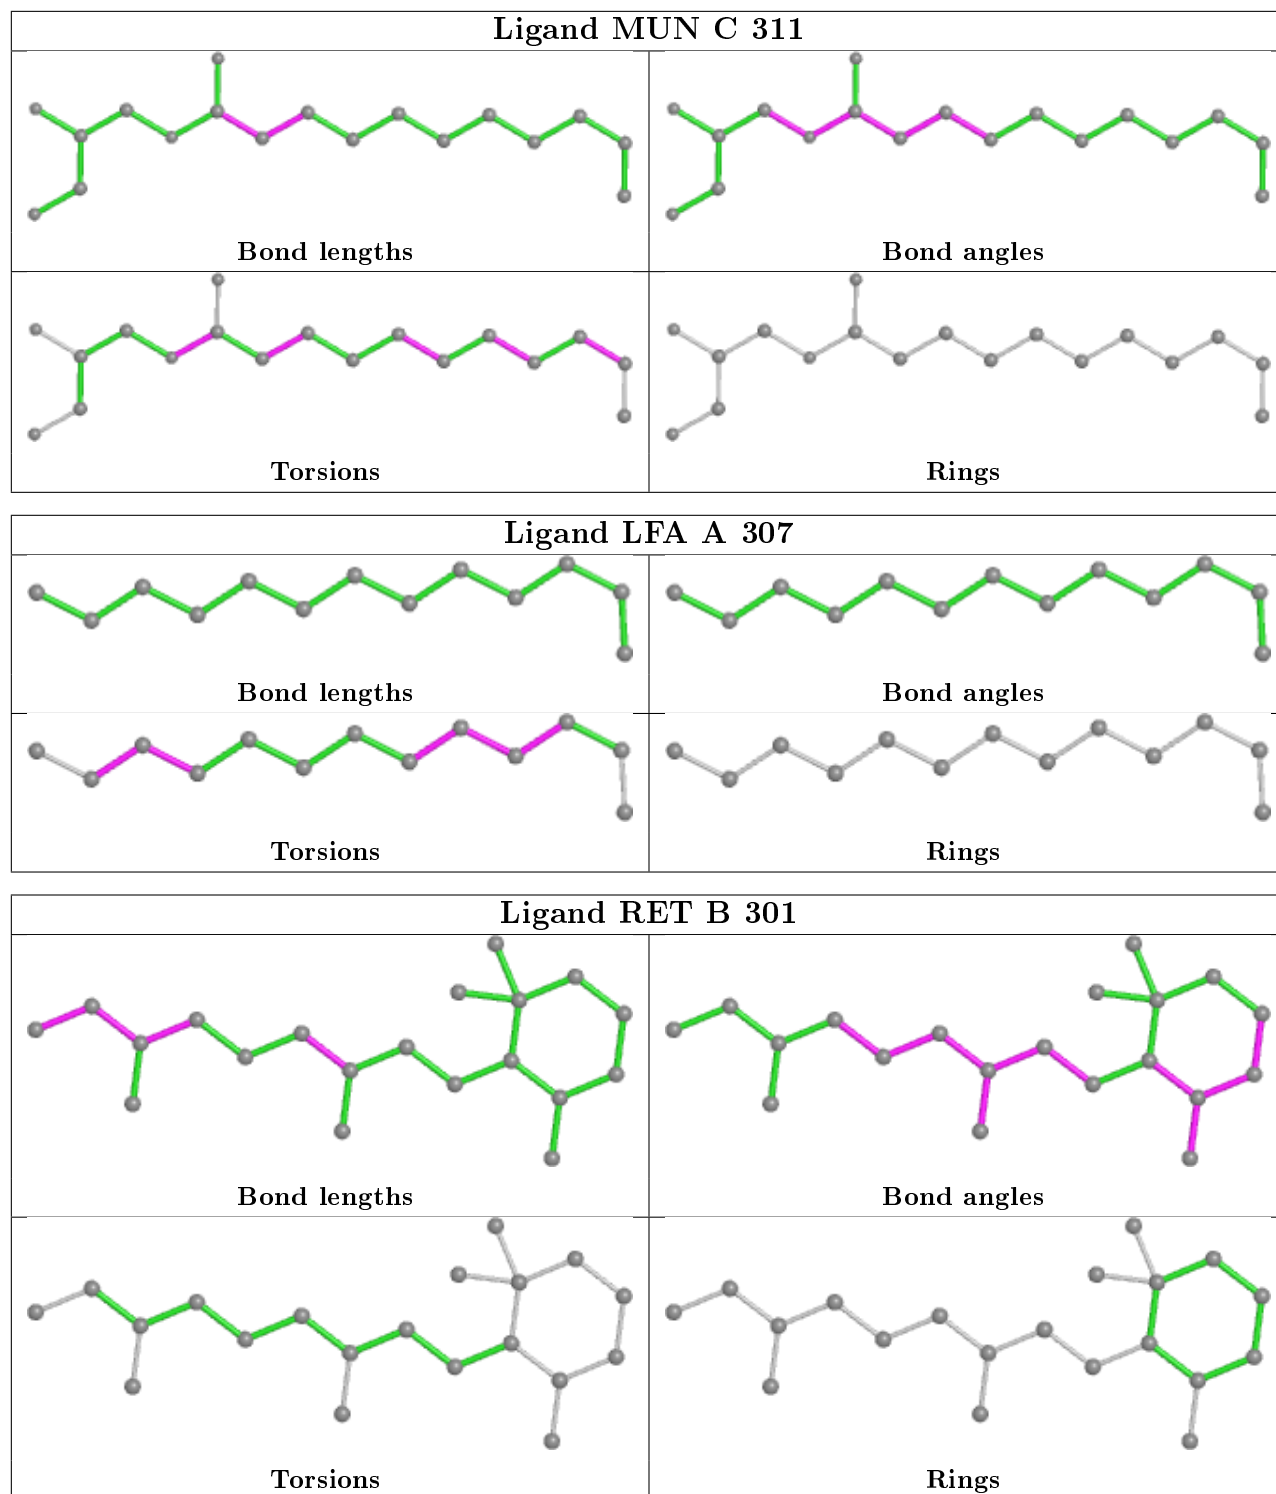 Ligand MUN C 311
Bond lengths
Bond angles
Torsions
Rings
Ligand LFA A 307
Bond lengths
Bond angles
Torsions
Rings
Ligand RET B 301
Bond lengths
Bond angles
Torsions
Rings